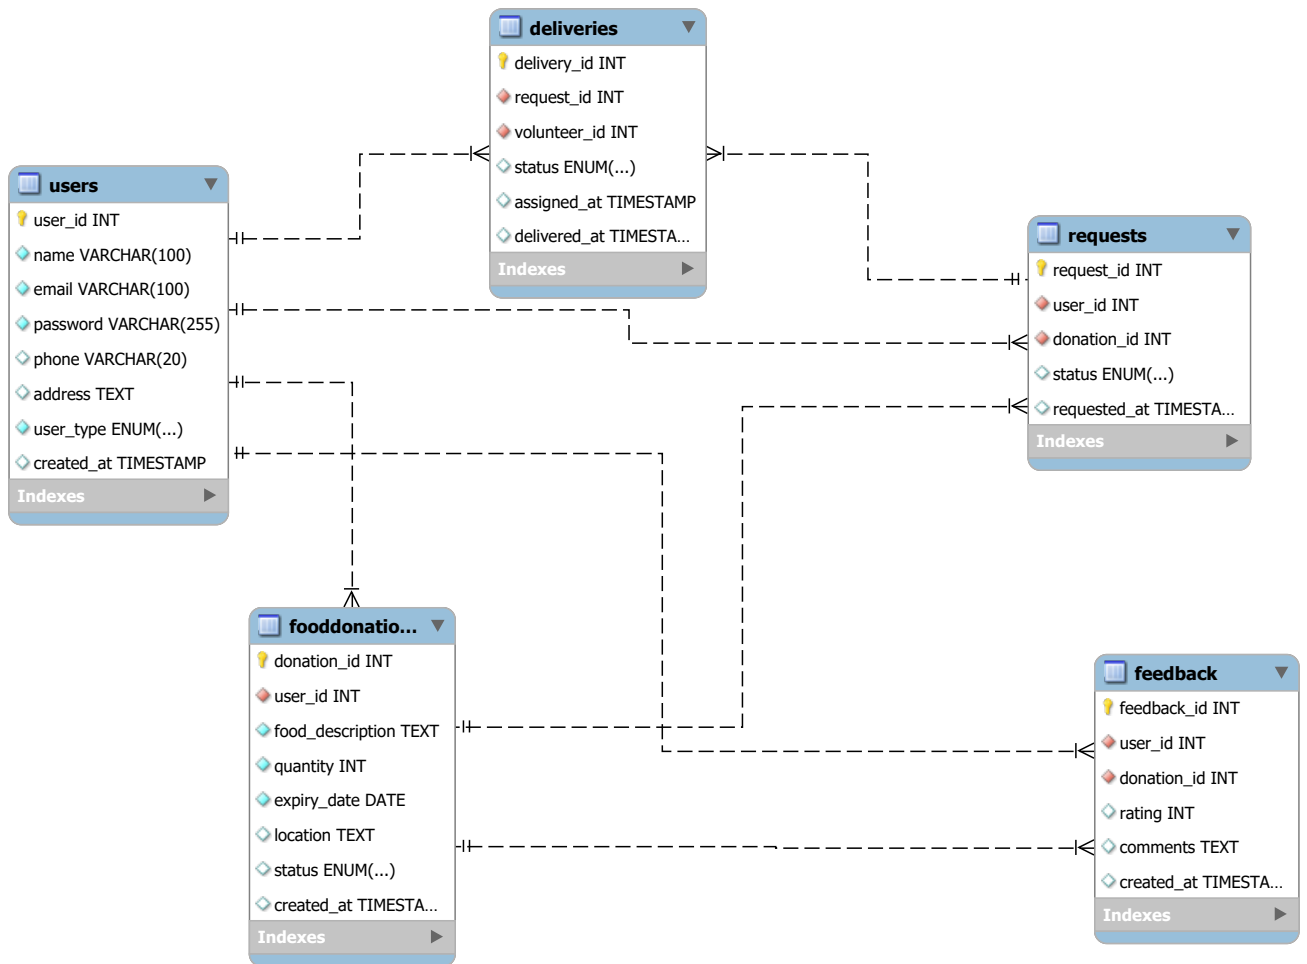 deliveries
delivery_id INT
request_id INT
volunteer_id INT
status ENUM(...)
assigned_at TIMESTAMP
delivered_at TIMESTA...
Indexes
users
user_id INT
name VARCHAR(100)
email VARCHAR(100)
password VARCHAR(255)
phone VARCHAR(20)
address TEXT
user_type ENUM(...)
created_at TIMESTAMP
Indexes
requests
request_id INT
user_id INT
donation_id INT
status ENUM(...)
requested_at TIMESTA...
Indexes
fooddonatio...
donation_id INT
user_id INT
food_description TEXT
quantity INT
expiry_date DATE
location TEXT
status ENUM(...)
created_at TIMESTA...
Indexes
feedback
feedback_id INT
user_id INT
donation_id INT
rating INT
comments TEXT
created_at TIMESTA...
Indexes